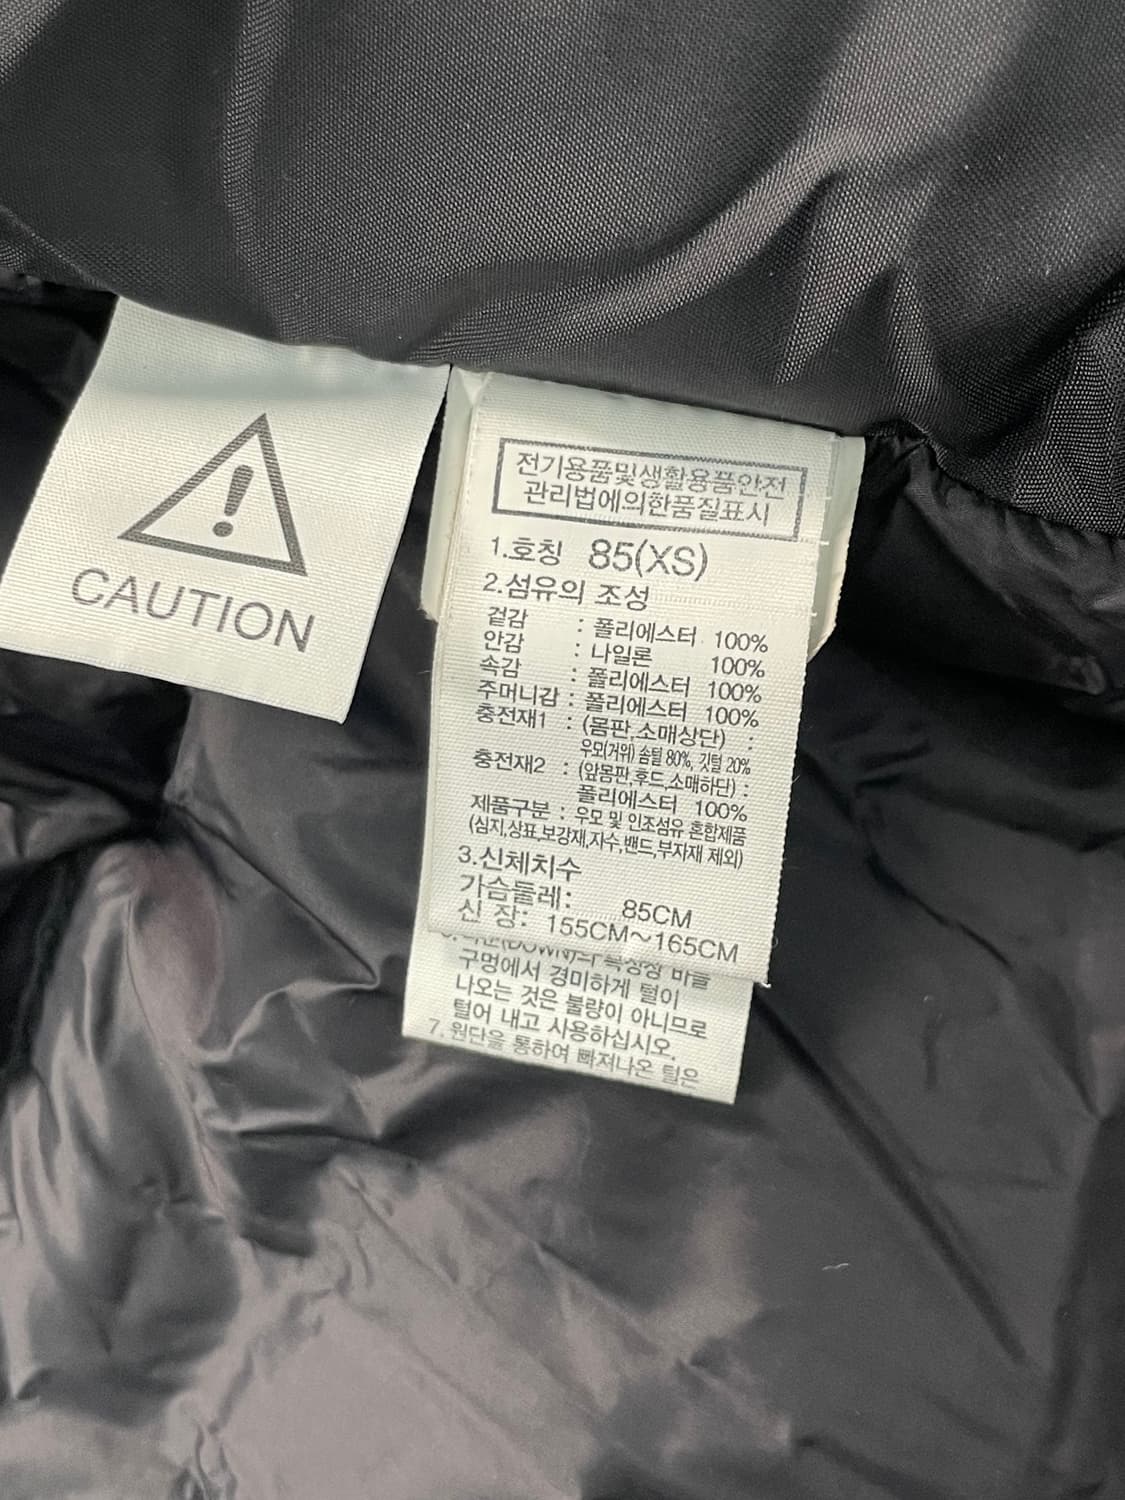 CAUTION
전기용품및생활용품안전
관리법에의한품질표시
1.호칭 85(XS)
2.섬유의 조성
겉감 : 폴리에스터 100%
안감 : 나일론 100%
속감 : 폴리에스터 100%
주머니감 : 폴리에스터 100%
충전재1 : (몸판,소매상단) :
우모(거위) 솜털 80%, 깃털 20%
충전재2 : (앞몸판,후드,소매하단) :
폴리에스터 100%
제품구분 : 우모 및 인조섬유 혼합제품
(심지,상표,보강재,자수,밴드,부자재 제외)
3.신체치수
가슴둘레: 85CM
신 장: 155CM~165CM
(DOWN)의 특성상 바늘
구멍에서 경미하게 털이
나오는 것은 불량이 아니므로
털어 내고 사용하십시오.
7. 원단을 통하여 빠져나온 털은